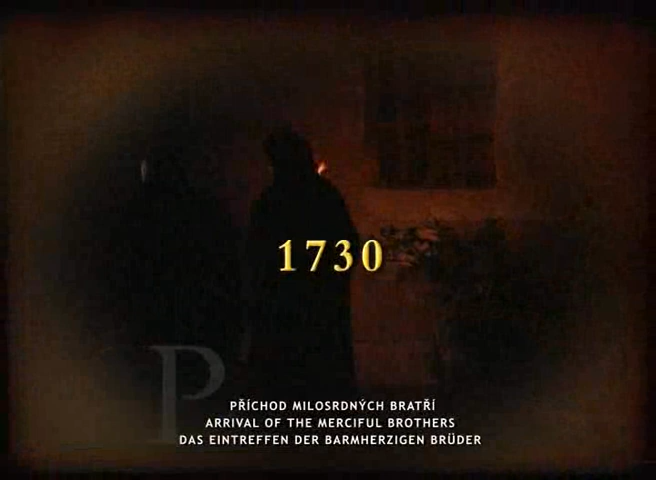 1730
P
PŘÍCHOD MILOSRDNÝCH BRATŘÍ
ARRIVAL OF THE MERCIFUL BROTHERS
DAS EINTREFFEN DER BARMHERZIGEN BRÜDER